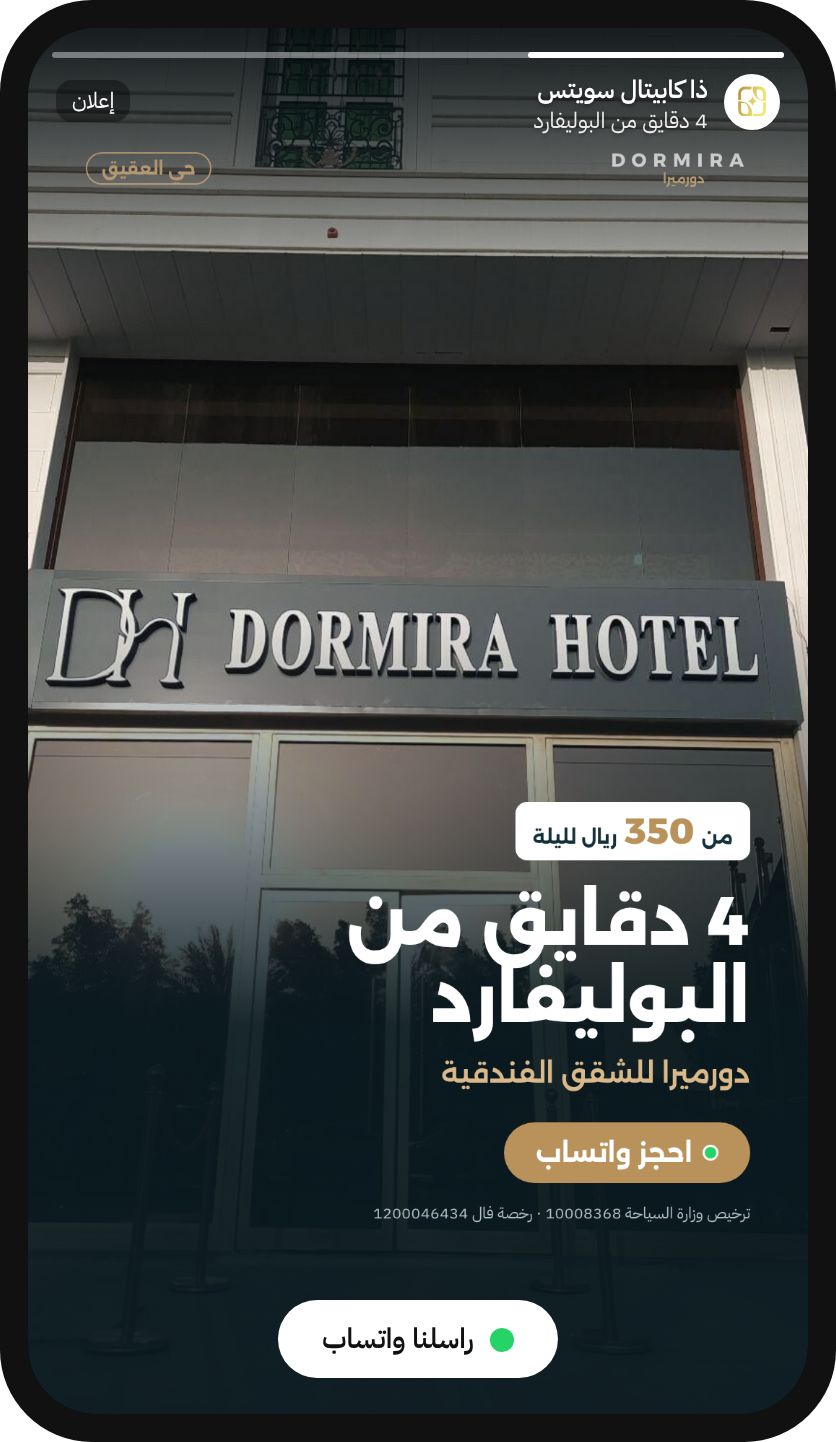 ذا كابيتال سويتس
4 دقايق من البوليفارد
إعلان
DORMIRA
دورميرا
حي العقيق
DH DORMIRA HOTEL
من 350 ريال لليلة
4 دقايق من
البوليفارد
دورميرا للشقق الفندقية
احجز واتساب
ترخيص وزارة السياحة 10008368 · رخصة فال 1200046434
راسلنا واتساب